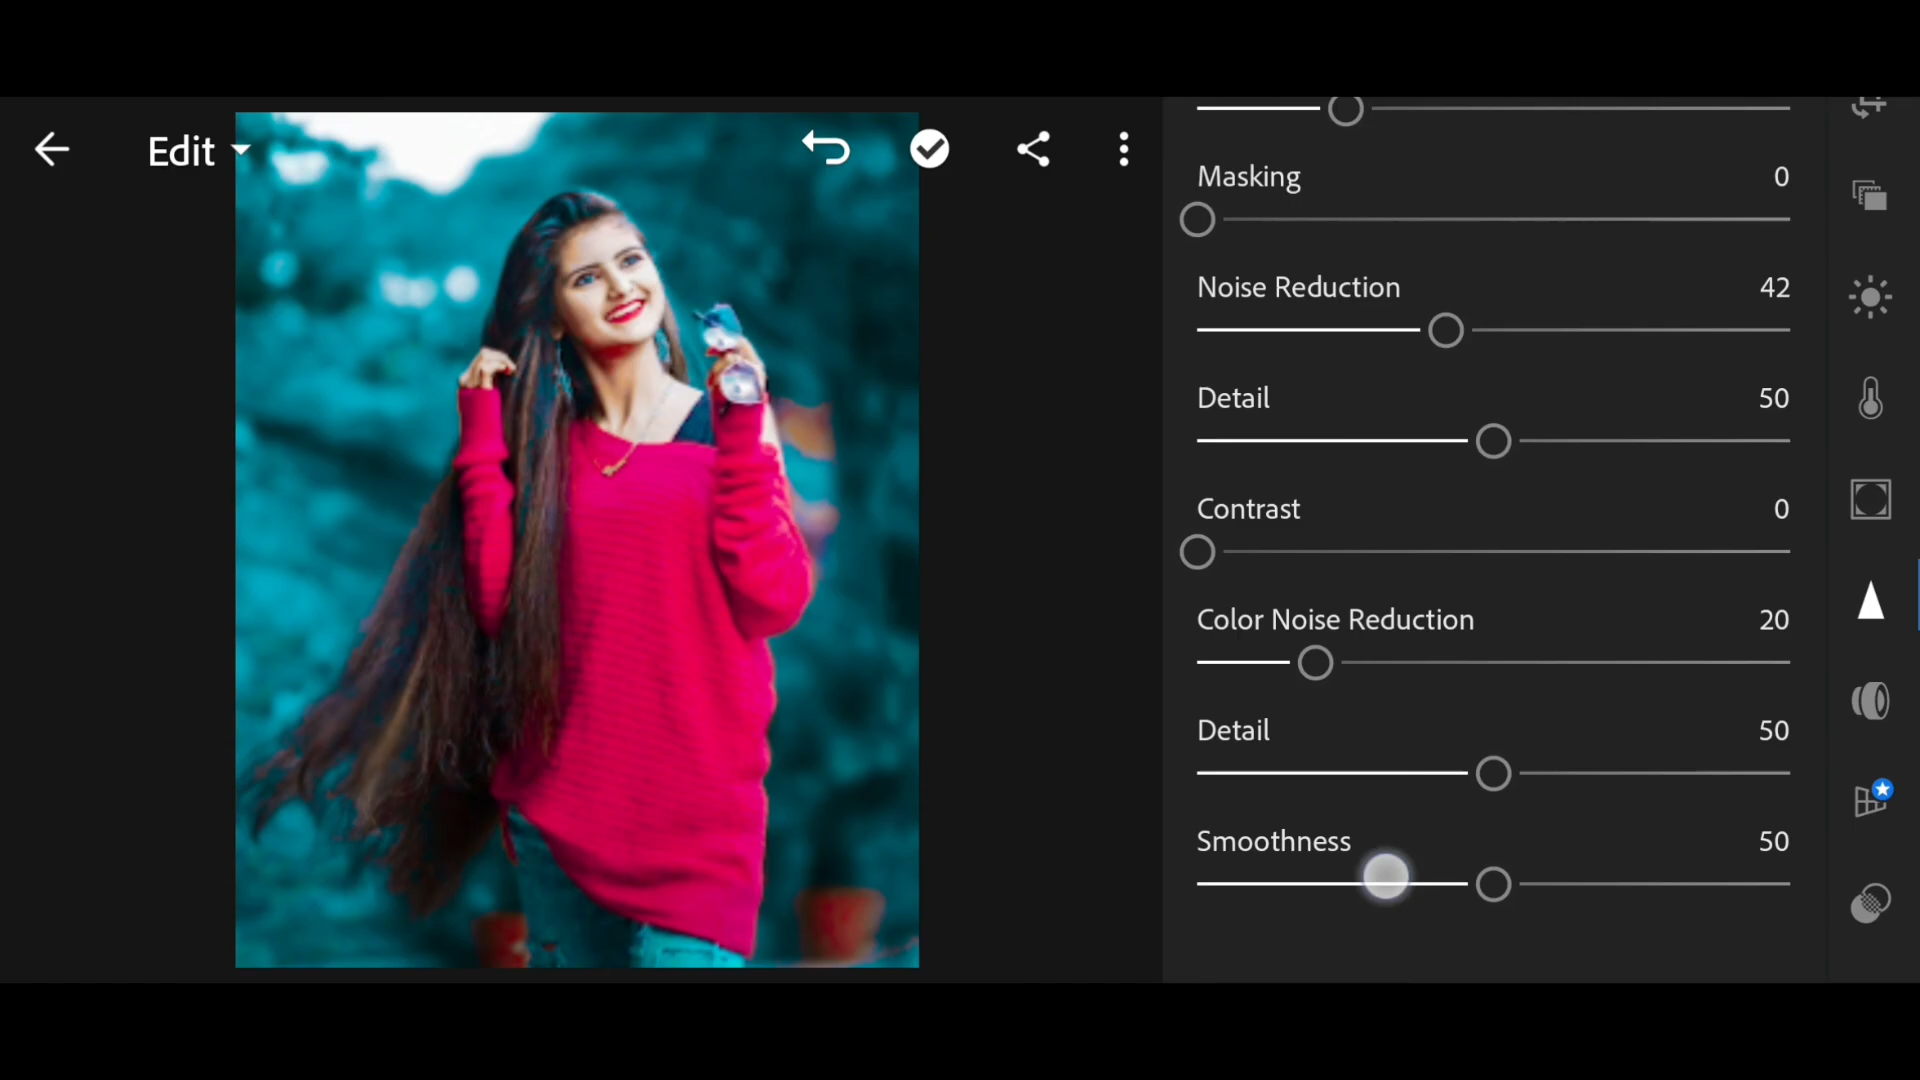 Edit
Masking 0
Noise Reduction 42
Detail 50
Contrast 0
Color Noise Reduction 20
Detail 50
Smoothness 50